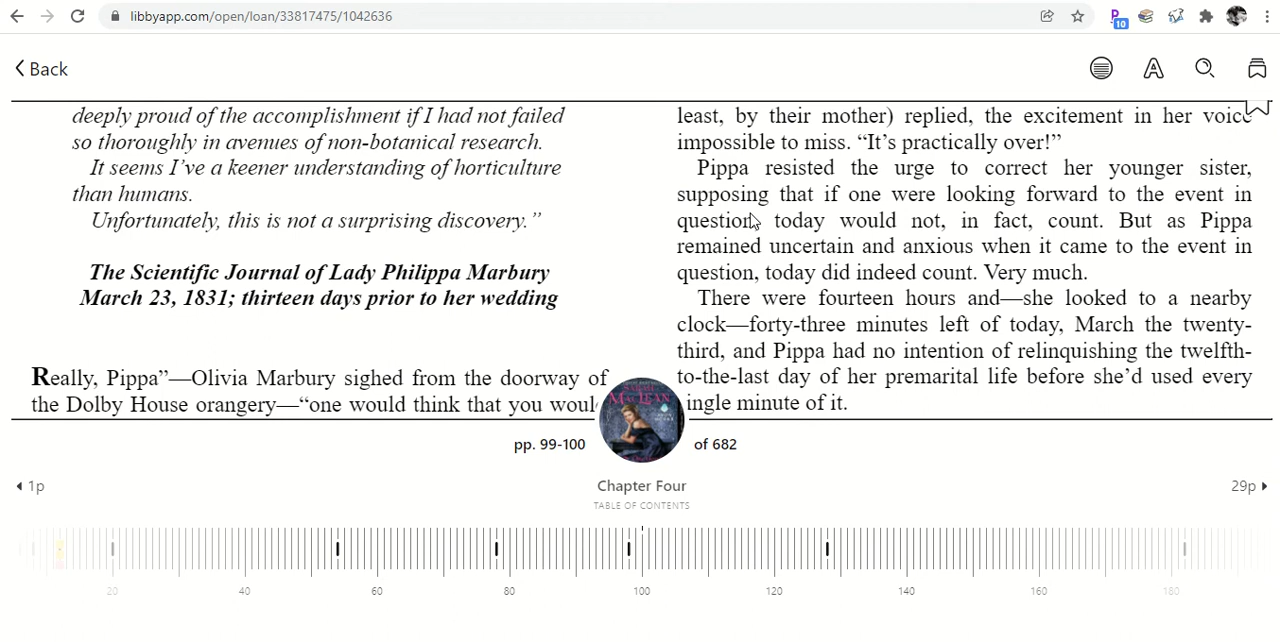 libbyapp.com/open/loan/33817475/1042636
10
Back
deeply proud of the accomplishment if I had not failed
so thoroughly in avenues of non-botanical research.
It seems I’ve a keener understanding of horticulture
than humans.
Unfortunately, this is not a surprising discovery.”
The Scientific Journal of Lady Philippa Marbury
March 23, 1831; thirteen days prior to her wedding
Really, Pippa”—Olivia Marbury sighed from the doorway of
the Dolby House orangery—“one would think that you woul
least, by their mother) replied, the excitement in her voice
impossible to miss. “It’s practically over!”
Pippa resisted the urge to correct her younger sister,
supposing that if one were looking forward to the event in
question, today would not, in fact, count. But as Pippa
remained uncertain and anxious when it came to the event in
question, today did indeed count. Very much.
There were fourteen hours and—she looked to a nearby
clock—forty-three minutes left of today, March the twenty-
third, and Pippa had no intention of relinquishing the twelfth-
to-the-last day of her premarital life before she’d used every
ingle minute of it.
MACLEAN
pp. 99-100
of 682
1p
Chapter Four
29p
TABLE OF CONTENTS
20 40 60 80 100 120 140 160 180